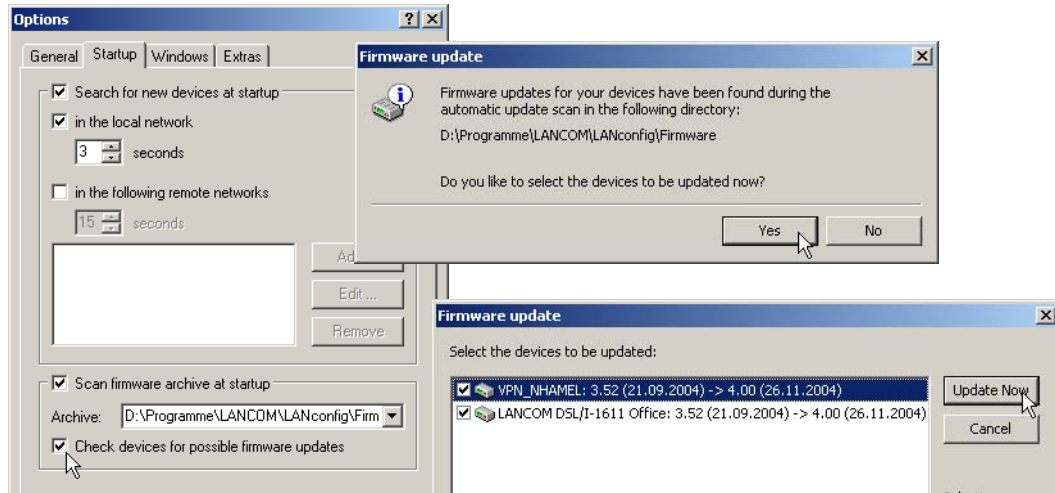 Options
General Startup Windows Extras
Search for new devices at startup
in the local network
3 seconds
in the following remote networks
15 seconds
Edit ...
Remove
Scan firmware archive at startup
Archive: D:\Programme\LANCOM\LANconfig\Firm
Check devices for possible firmware updates
Firmware update
Firmware updates for your devices have been found during the
automatic update scan in the following directory:
D:\Programme\LANCOM\LANconfig\Firmware
Do you like to select the devices to be updated now?
Yes No
Firmware update
Select the devices to be updated:
VPN_NHAMEL: 3.52 (21.09.2004) -> 4.00 (26.11.2004)
LANCOM DSL/I-1611 Office: 3.52 (21.09.2004) -> 4.00 (26.11.2004)
Update Now
Cancel